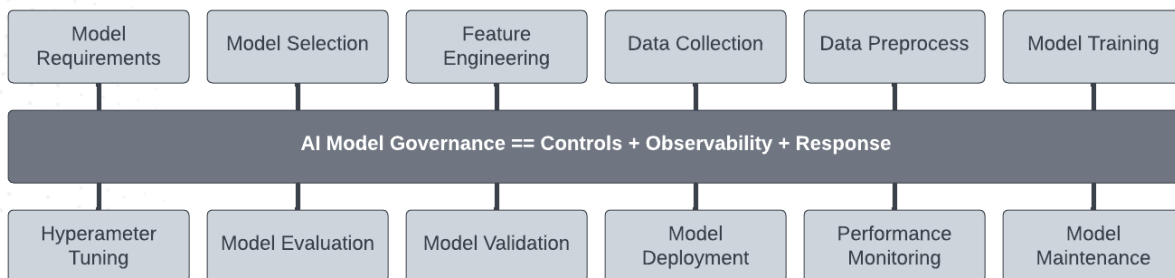 Model
Requirements
Model Selection
Feature
Engineering
Data Collection
Data Preprocess
Model Training
AI Model Governance == Controls + Observability + Response
Hyperameter
Tuning
Model Evaluation
Model Validation
Model
Deployment
Performance
Monitoring
Model
Maintenance